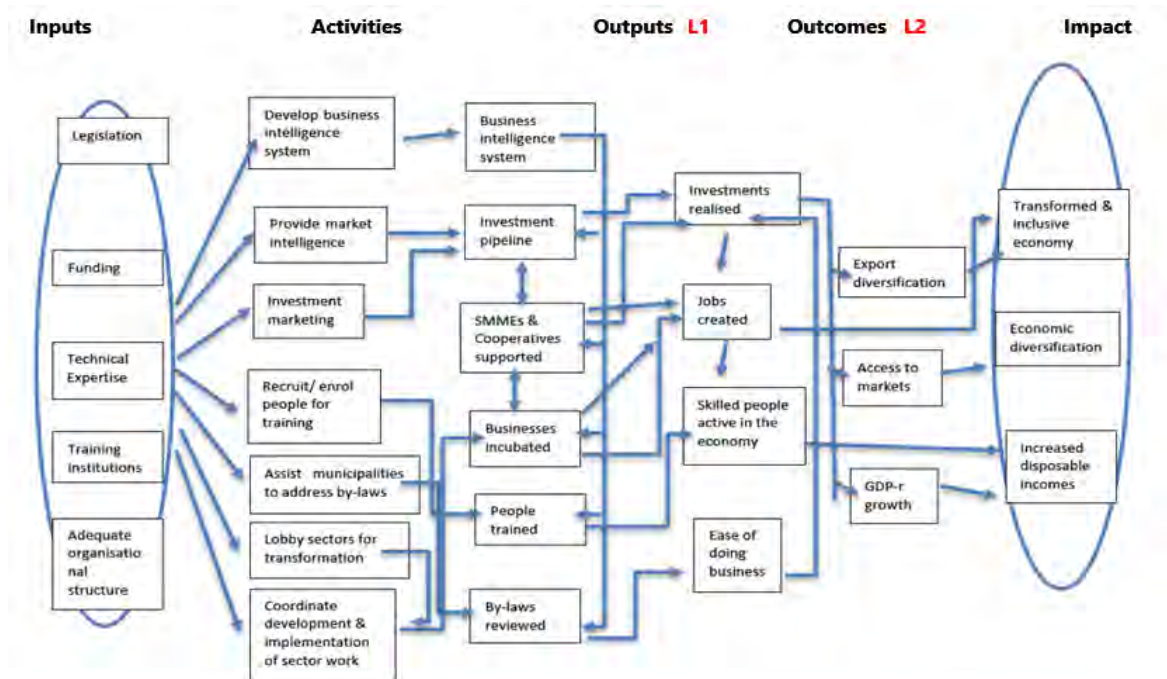 Inputs
Activities
Outputs L1
Outcomes L2
Impact
Legislation
Funding
Technical
Expertise
Training
institutions
Adequate
organisatio
nal
structure
Develop business
intelligence
system
Provide market
intelligence
Investment
marketing
Recruit/ enrol
people for
training
Assist municipalities
to address by-laws
Lobby sectors for
transformation
Coordinate
development &
implementation
of sector work
Business
intelligence
system
Investment
pipeline
SMMEs &
Cooperatives
supported
Businesses
incubated
People
trained
By-laws
reviewed
Investments
realised
Jobs
created
Skilled people
active in the
economy
Ease of
doing
business
Export
diversification
Access to
markets
GDP-r
growth
Transformed &
inclusive
economy
Economic
diversification
Increased
disposable
incomes